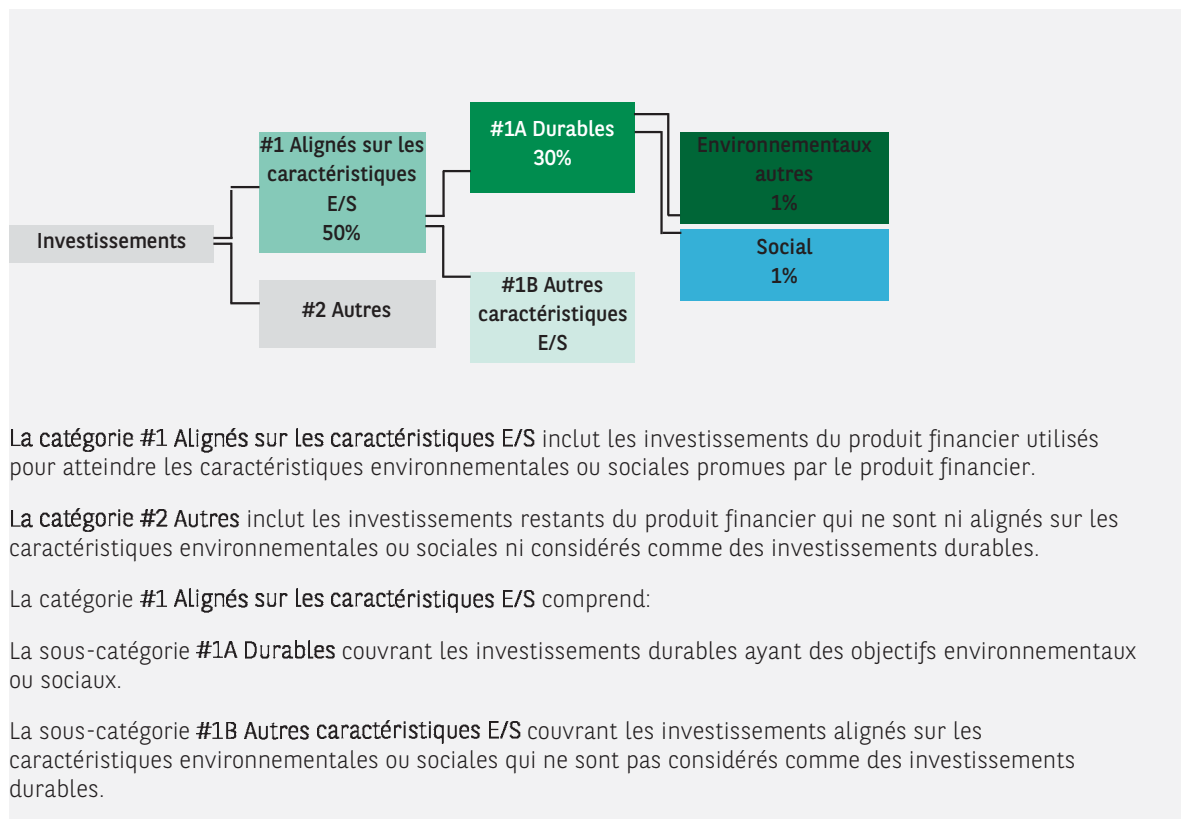 #1A Durables
30%
#1 Alignés sur les
caractéristiques
E/S
50%
Environnementaux
autres
1%
Investissements
Social
1%
#2 Autres
#1B Autres
caractéristiques
E/S
La catégorie #1 Alignés sur les caractéristiques E/S inclut les investissements du produit financier utilisés
pour atteindre les caractéristiques environnementales ou sociales promues par le produit financier.
La catégorie #2 Autres inclut les investissements restants du produit financier qui ne sont ni alignés sur les
caractéristiques environnementales ou sociales ni considérés comme des investissements durables.
La catégorie #1 Alignés sur les caractéristiques E/S comprend:
La sous-catégorie #1A Durables couvrant les investissements durables ayant des objectifs environnementaux
ou sociaux.
La sous-catégorie #1B Autres caractéristiques E/S couvrant les investissements alignés sur les
caractéristiques environnementales ou sociales qui ne sont pas considérés comme des investissements
durables.